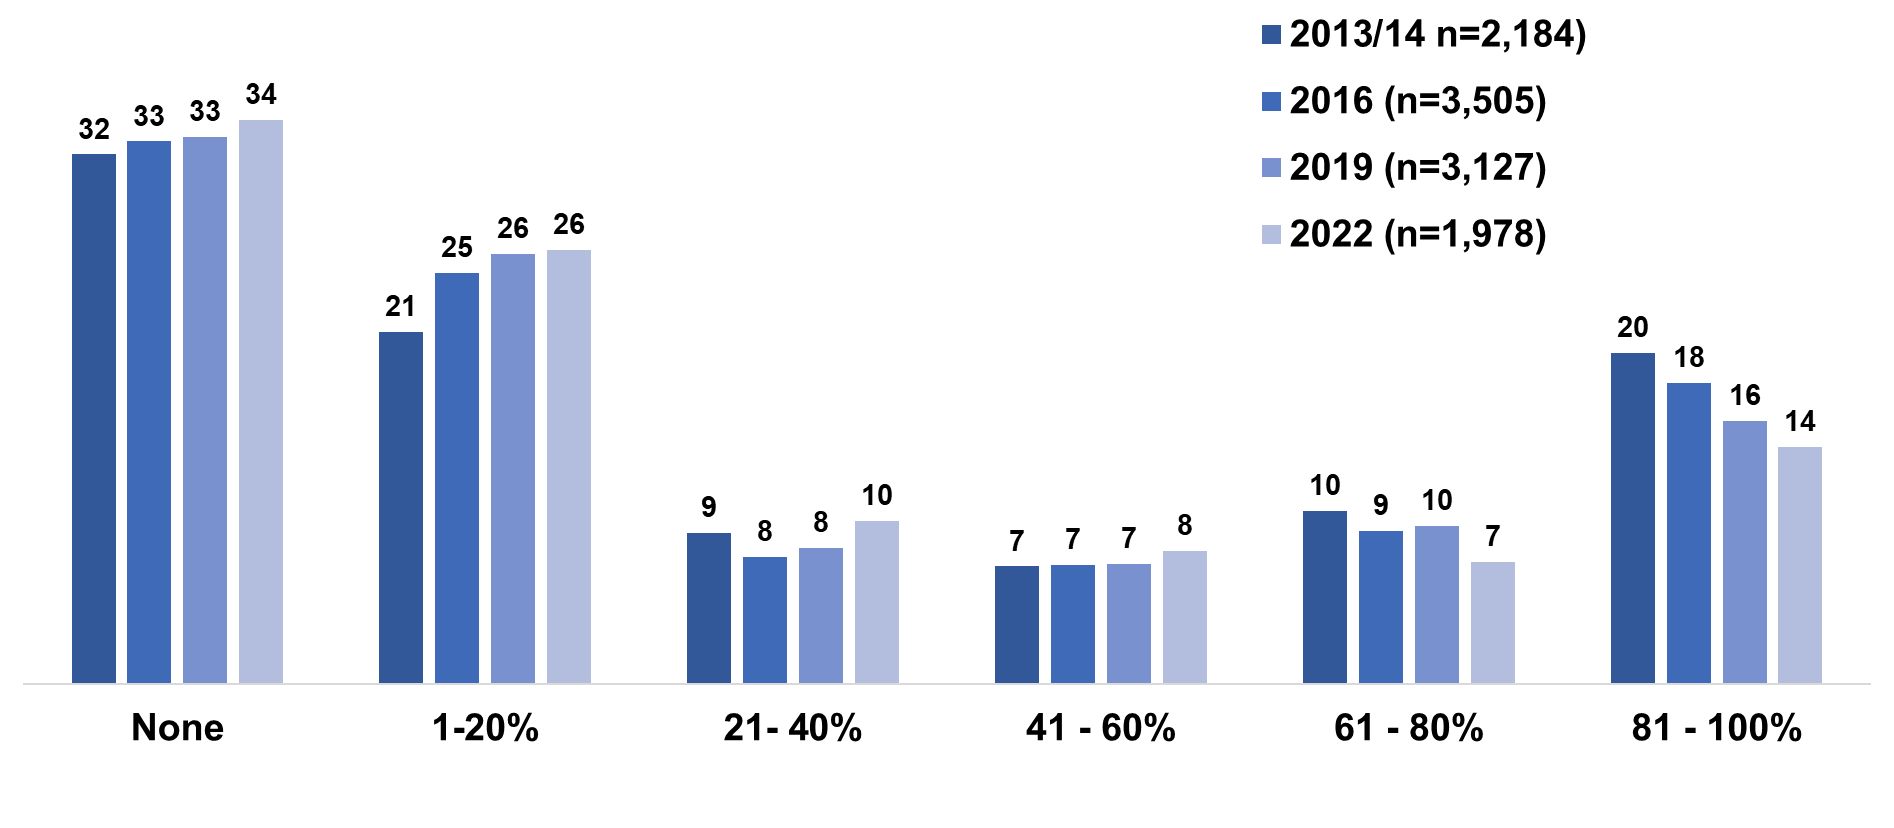 2013/14 n=2,184)
2016 (n=3,505)
2019 (n=3,127)
2022 (n=1,978)
32 33 33 34
21 25 26 26
9 8 8 10
7 7 7 8
10 9 10 7
20 18 16 14
None 1-20% 21- 40% 41 - 60% 61 - 80% 81 - 100%